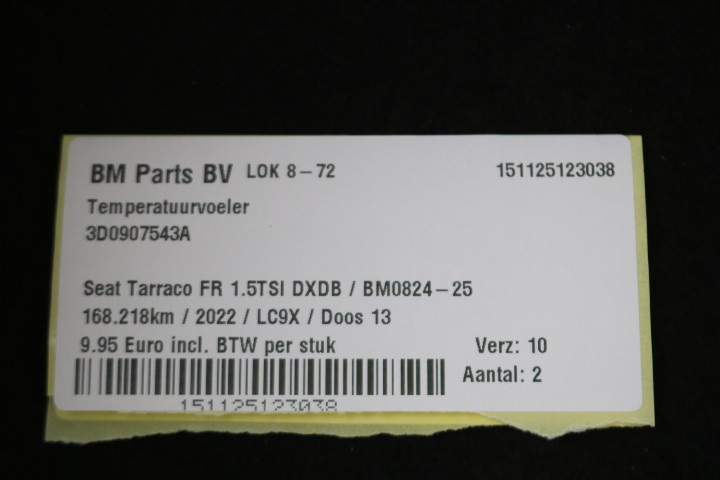 BM Parts BV LOK 8-72 151125123038
Temperatuurvoeler
3D0907543A
Seat Tarraco FR 1.5TSI DXDB / BM0824-25
168.218km / 2022 / LC9X / Doos 13
9.95 Euro incl. BTW per stuk Verz: 10
Aantal: 2
151125123038